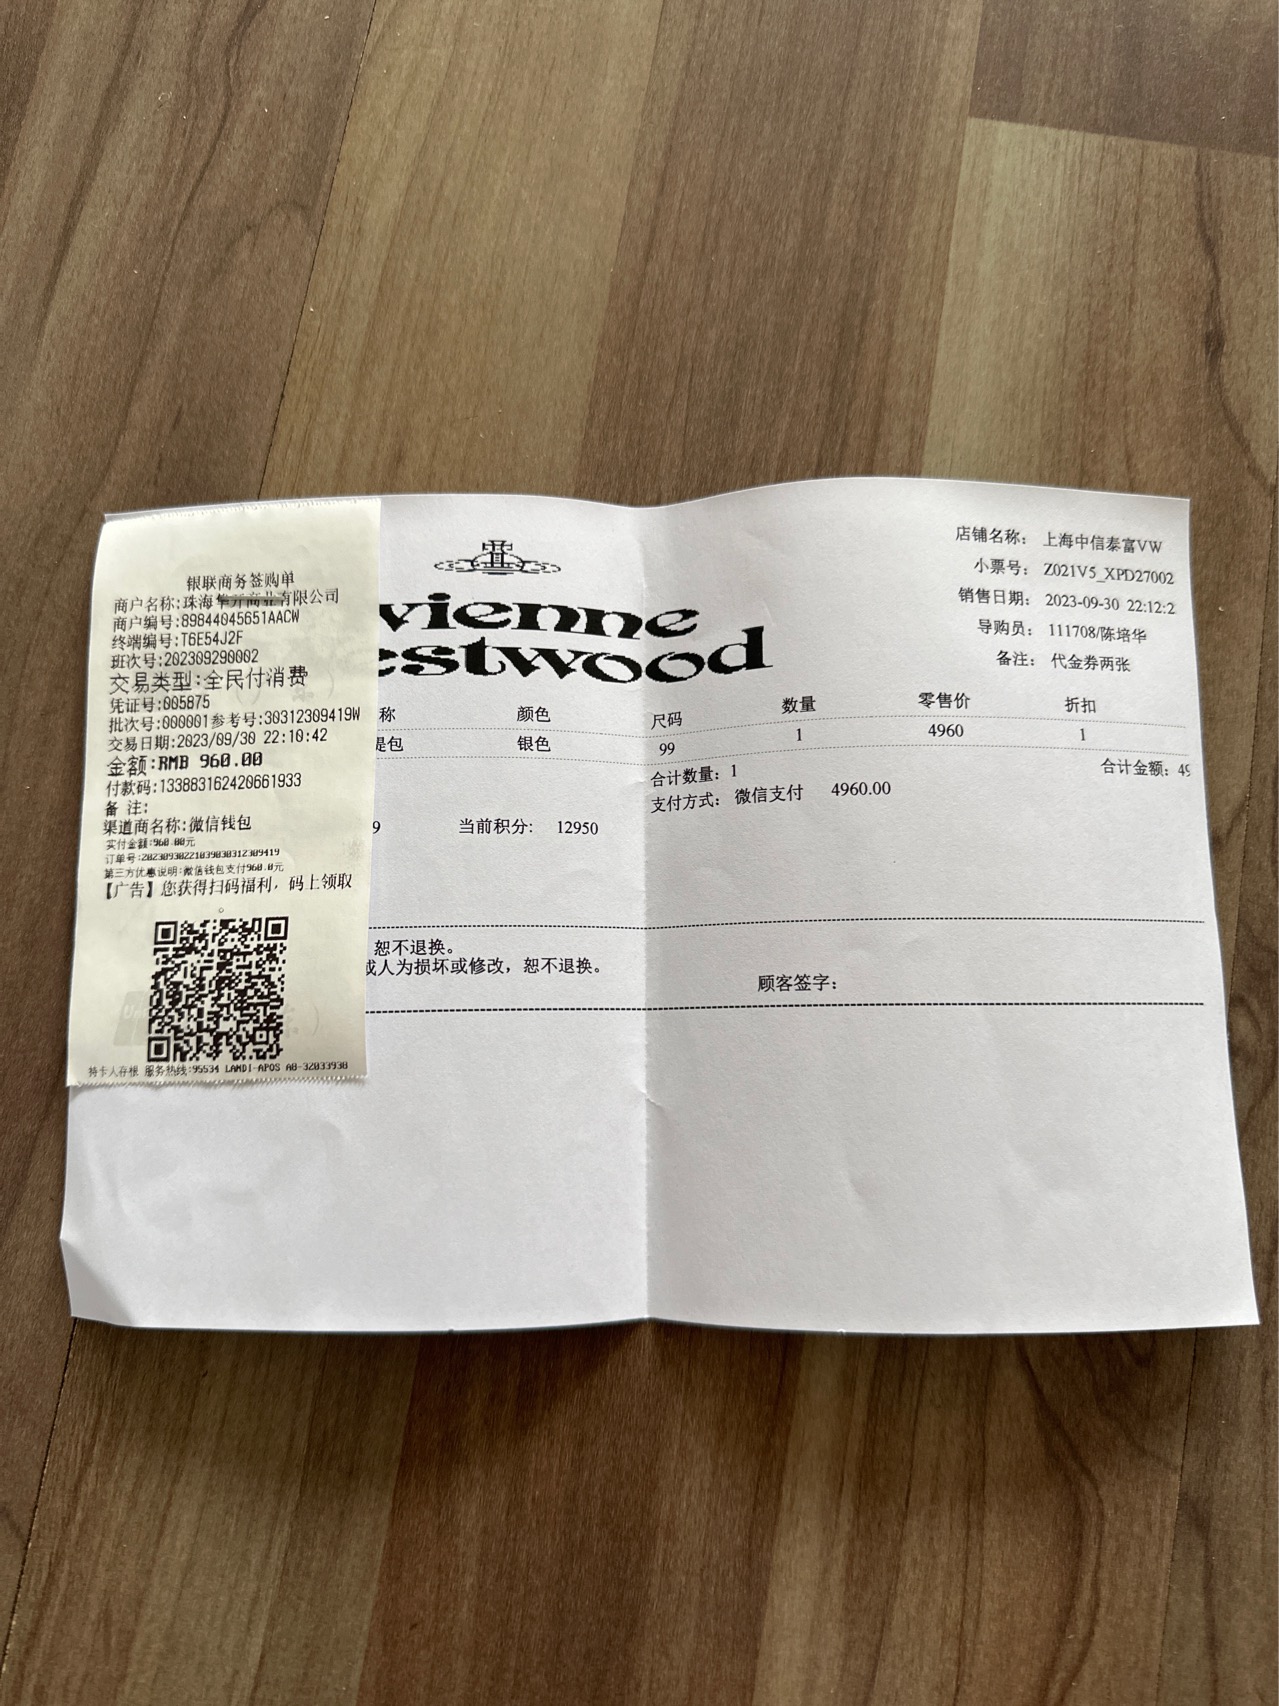 银联商务签购单
商户名称:珠海华开商业有限公司
商户编号:89844045651AACW
终端编号:T6E54J2F
班次号:202309290002
交易类型:全民付消费
凭证号:005875
批次号:000001参考号:30312309419W
交易日期:2023/09/30 22:10:42
金额:RMB 960.00
付款码:133883162420661933
备 注:
渠道商名称:微信钱包
实付金额:960.00元
订单号:20230930221039030312309419
第三方优惠说明:微信钱包支付960.0元
【广告】您获得扫码福利，码上领取
持卡人存根 服务热线:95534 LANDI-APOS A8-32033938
vienne
estwood
店铺名称： 上海中信泰富VW
小票号： Z021V5_XPD27002
销售日期： 2023-09-30 22:12:2
导购员： 111708/陈培华
备注： 代金券两张
称 颜色 尺码 数量 零售价 折扣
提包 银色 99 1 4960 1
合计数量：1 合计金额：49
支付方式： 微信支付 4960.00
9 当前积分: 12950
恕不退换。
或人为损坏或修改，恕不退换。
顾客签字：